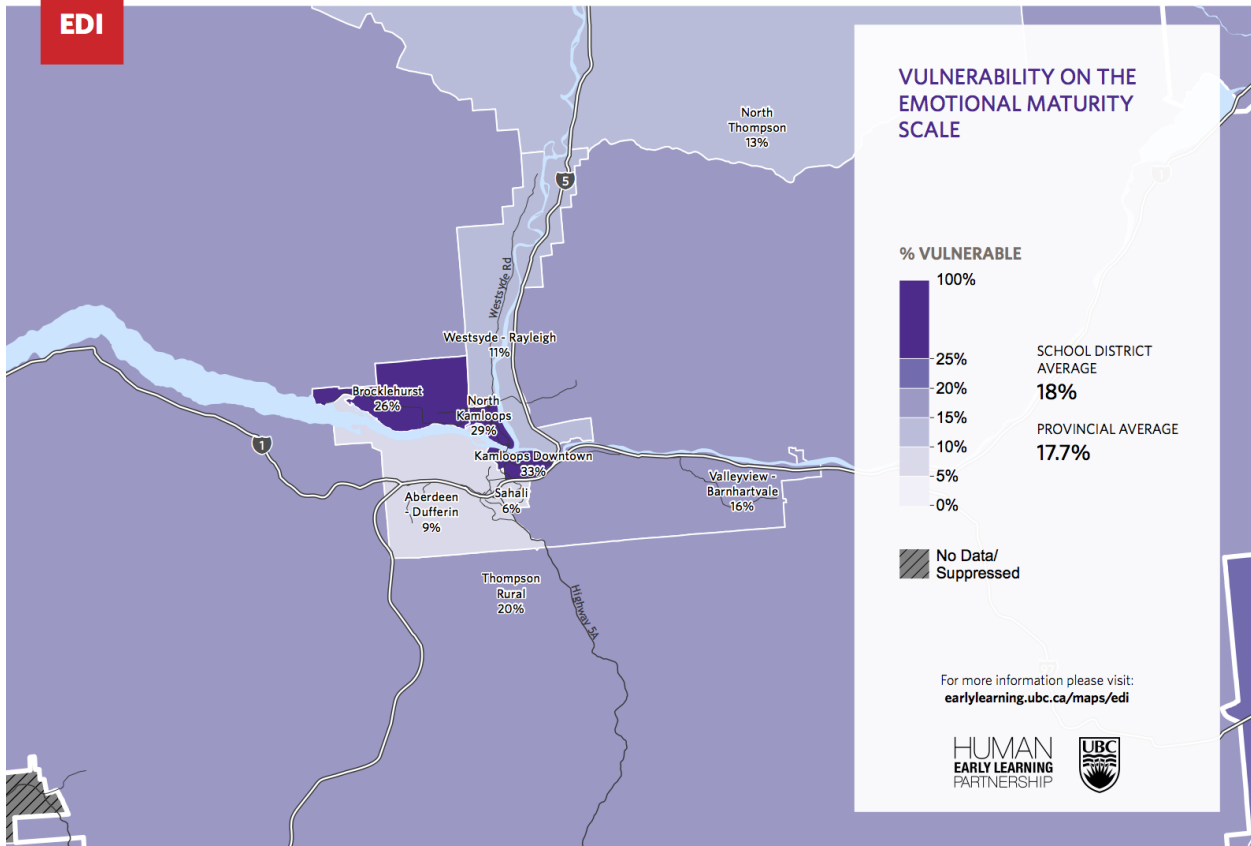 EDI
North
Thompson
13%
5
Westsyde Rd
Westsyde - Rayleigh
11%
Brocklehurst
26%
North
Kamloops
29%
1
Kamloops Downtown
33%
Valleyview -
Barnhartvale
16%
Aberdeen
- Dufferin
9%
Sahali
6%
Thompson
Rural
20%
Highway 5A
VULNERABILITY ON THE
EMOTIONAL MATURITY
SCALE
% VULNERABLE
100%
25%
20%
15%
10%
5%
0%
SCHOOL DISTRICT
AVERAGE
18%
PROVINCIAL AVERAGE
17.7%
No Data/
Suppressed
1
For more information please visit:
earlylearning.ubc.ca/maps/edi
HUMAN
EARLY LEARNING
PARTNERSHIP
UBC